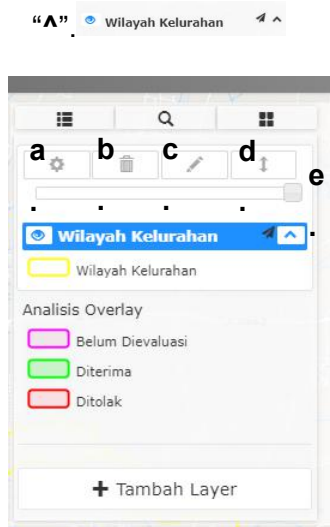 “^”. Wilayah Kelurahan ^
a b c d
e
. . . . .
Wilayah Kelurahan
Wilayah Kelurahan
Analisis Overlay
Belum Dievaluasi
Diterima
Ditolak
+ Tambah Layer